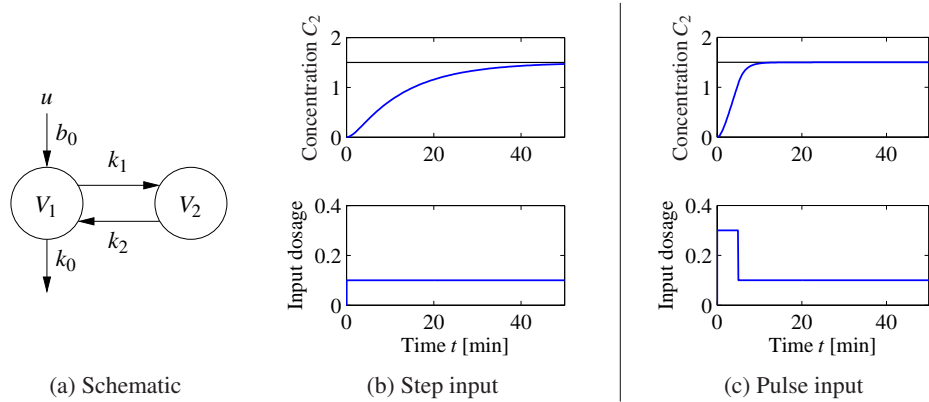 u
b0
k1
V1
V2
k2
k0
(a) Schematic
Concentration C2
2
1
0
0 20 40
Input dosage
0.4
0.2
0
0 20 40
Time t [min]
(b) Step input
Concentration C2
2
1
0
0 20 40
Input dosage
0.4
0.2
0
0 20 40
Time t [min]
(c) Pulse input